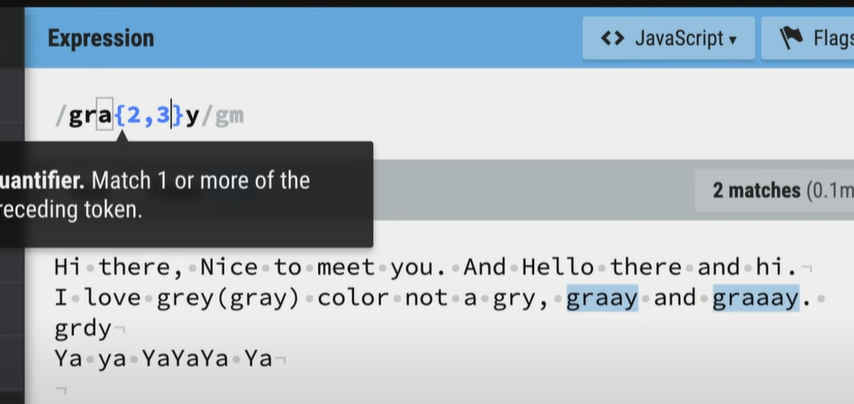 Expression
<> JavaScript ▾
Flags
/gra{2,3}y/gm
uantifier. Match 1 or more of the
receding token.
2 matches (0.1m
Hi there, Nice to meet you. And Hello there and hi.
I love grey(gray) color not a gry, graay and graaay.
grdy
Ya ya YaYaYa Ya